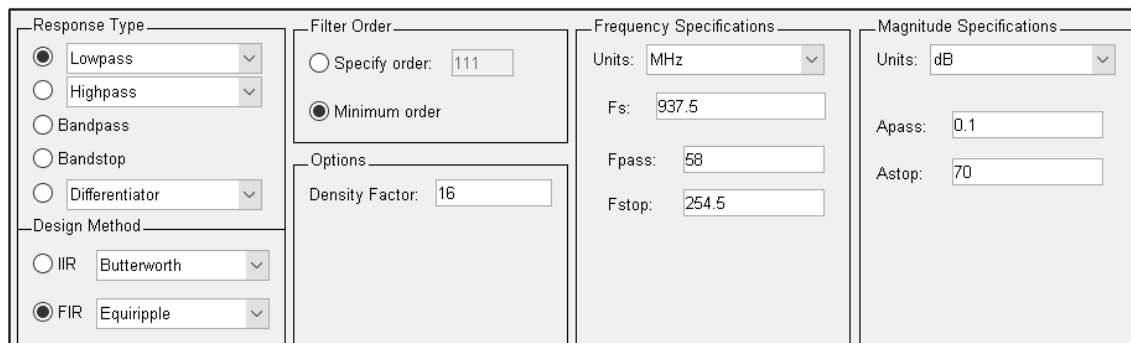 Response Type
Lowpass
Highpass
Bandpass
Bandstop
Differentiator
Design Method
IIR Butterworth
FIR Equiripple
Filter Order
Specify order: 111
Minimum order
Options
Density Factor: 16
Frequency Specifications
Units: MHz
Fs: 937.5
Fpass: 58
Fstop: 254.5
Magnitude Specifications
Units: dB
Apass: 0.1
Astop: 70